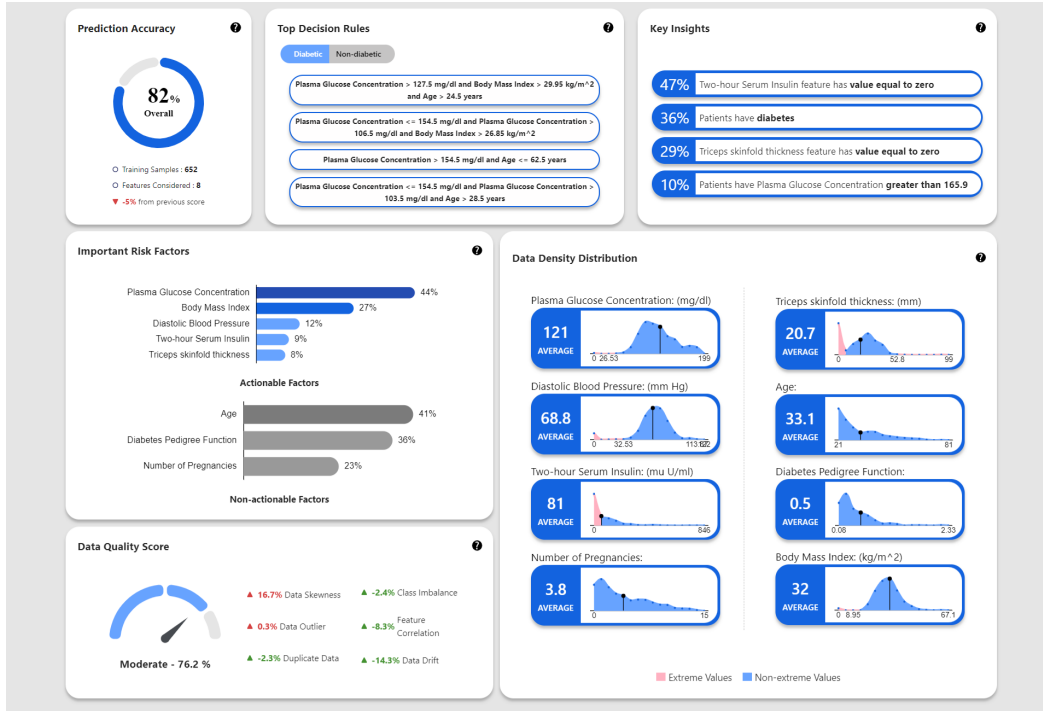 Prediction Accuracy
82%
Overall
Training Samples : 652
Features Considered : 8
▼ -5% from previous score
Top Decision Rules
Diabetic Non-diabetic
Plasma Glucose Concentration > 127.5 mg/dl and Body Mass Index > 29.95 kg/m^2
and Age > 24.5 years
Plasma Glucose Concentration <= 154.5 mg/dl and Plasma Glucose Concentration >
106.5 mg/dl and Body Mass Index > 26.85 kg/m^2
Plasma Glucose Concentration > 154.5 mg/dl and Age <= 62.5 years
Plasma Glucose Concentration <= 154.5 mg/dl and Plasma Glucose Concentration >
103.5 mg/dl and Age > 28.5 years
Key Insights
47% Two-hour Serum Insulin feature has value equal to zero
36% Patients have diabetes
29% Triceps skinfold thickness feature has value equal to zero
10% Patients have Plasma Glucose Concentration greater than 165.9
Important Risk Factors
Plasma Glucose Concentration 44%
Body Mass Index 27%
Diastolic Blood Pressure 12%
Two-hour Serum Insulin 9%
Triceps skinfold thickness 8%
Actionable Factors
Age 41%
Diabetes Pedigree Function 36%
Number of Pregnancies 23%
Non-actionable Factors
Data Quality Score
Moderate - 76.2 %
▲ 16.7% Data Skewness
▲ 0.3% Data Outlier
▲ -2.3% Duplicate Data
▲ -2.4% Class Imbalance
▲ -8.3% Feature
Correlation
▲ -14.3% Data Drift
Data Density Distribution
Plasma Glucose Concentration: (mg/dl)
121
AVERAGE
0 26.53 199
Diastolic Blood Pressure: (mm Hg)
68.8
AVERAGE
0 32.53
Two-hour Serum Insulin: (mu U/ml)
81
AVERAGE
0 846
Number of Pregnancies:
3.8
AVERAGE
0 15
Triceps skinfold thickness: (mm)
20.7
AVERAGE
0 52.8 99
Age:
33.1
AVERAGE
21 81
Diabetes Pedigree Function:
0.5
AVERAGE
0.08 2.33
Body Mass Index: (kg/m^2)
32
AVERAGE
0 8.95 67.1
Extreme Values Non-extreme Values